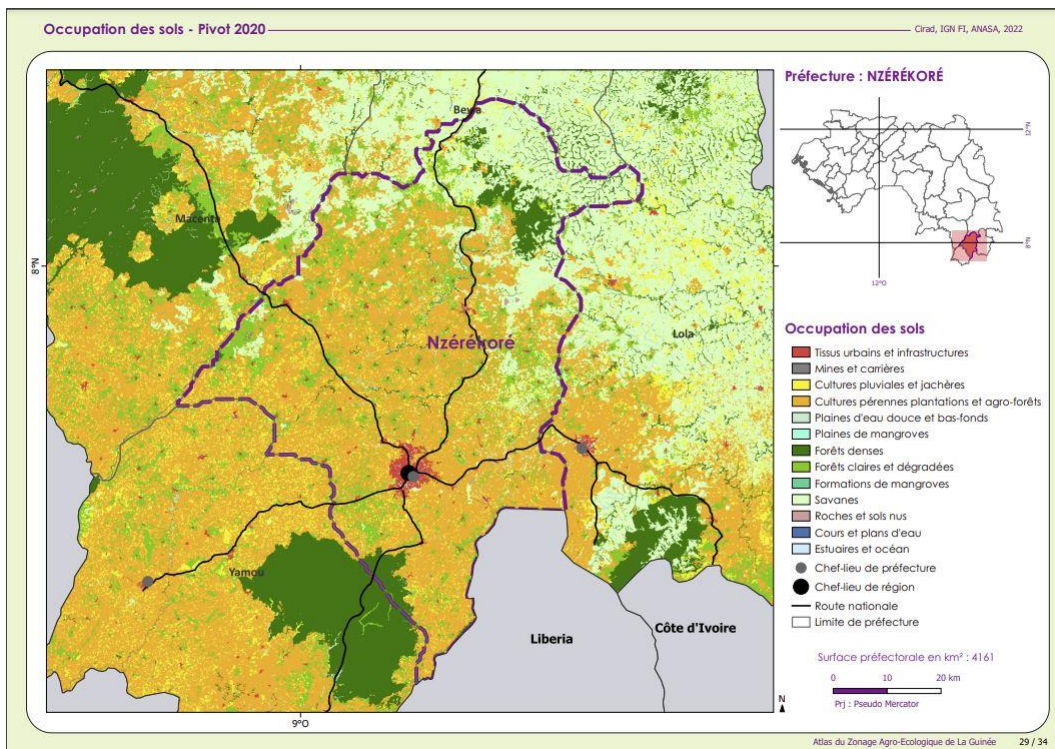 Occupation des sols - Pivot 2020
Cirad, IGN FI, ANASA, 2022
Préfecture : NZÉRÉKORÉ
12°N
8°N
12°O
Beyla
Macenta
8°N
Nzérékoré
Lola
Yamou
Liberia
Côte d'Ivoire
9°O
N
Occupation des sols
Tissus urbains et infrastructures
Mines et carrières
Cultures pluviales et jachères
Cultures pérennes plantations et agro-forêts
Plaines d'eau douce et bas-fonds
Plaines de mangroves
Forêts denses
Forêts claires et dégradées
Formations de mangroves
Savanes
Roches et sols nus
Cours et plans d'eau
Estuaires et océan
Chef-lieu de préfecture
Chef-lieu de région
Route nationale
Limite de préfecture
Surface préfectorale en km² : 4161
0 10 20 km
Prj : Pseudo Mercator
Atlas du Zonage Agro-Ecologique de La Guinée 29 / 34